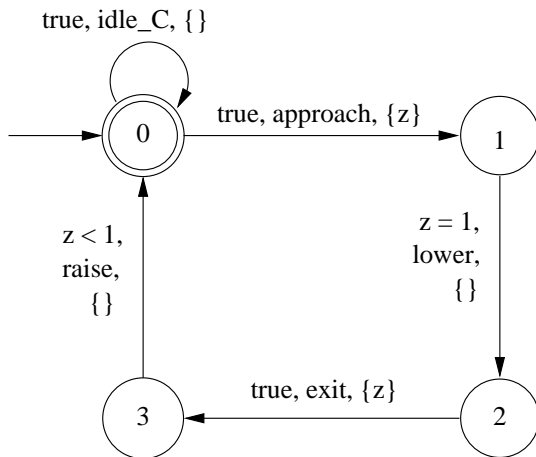 true, idle_C, {}
0
true, approach, {z}
1
z < 1,
raise,
{}
z = 1,
lower,
{}
3
true, exit, {z}
2